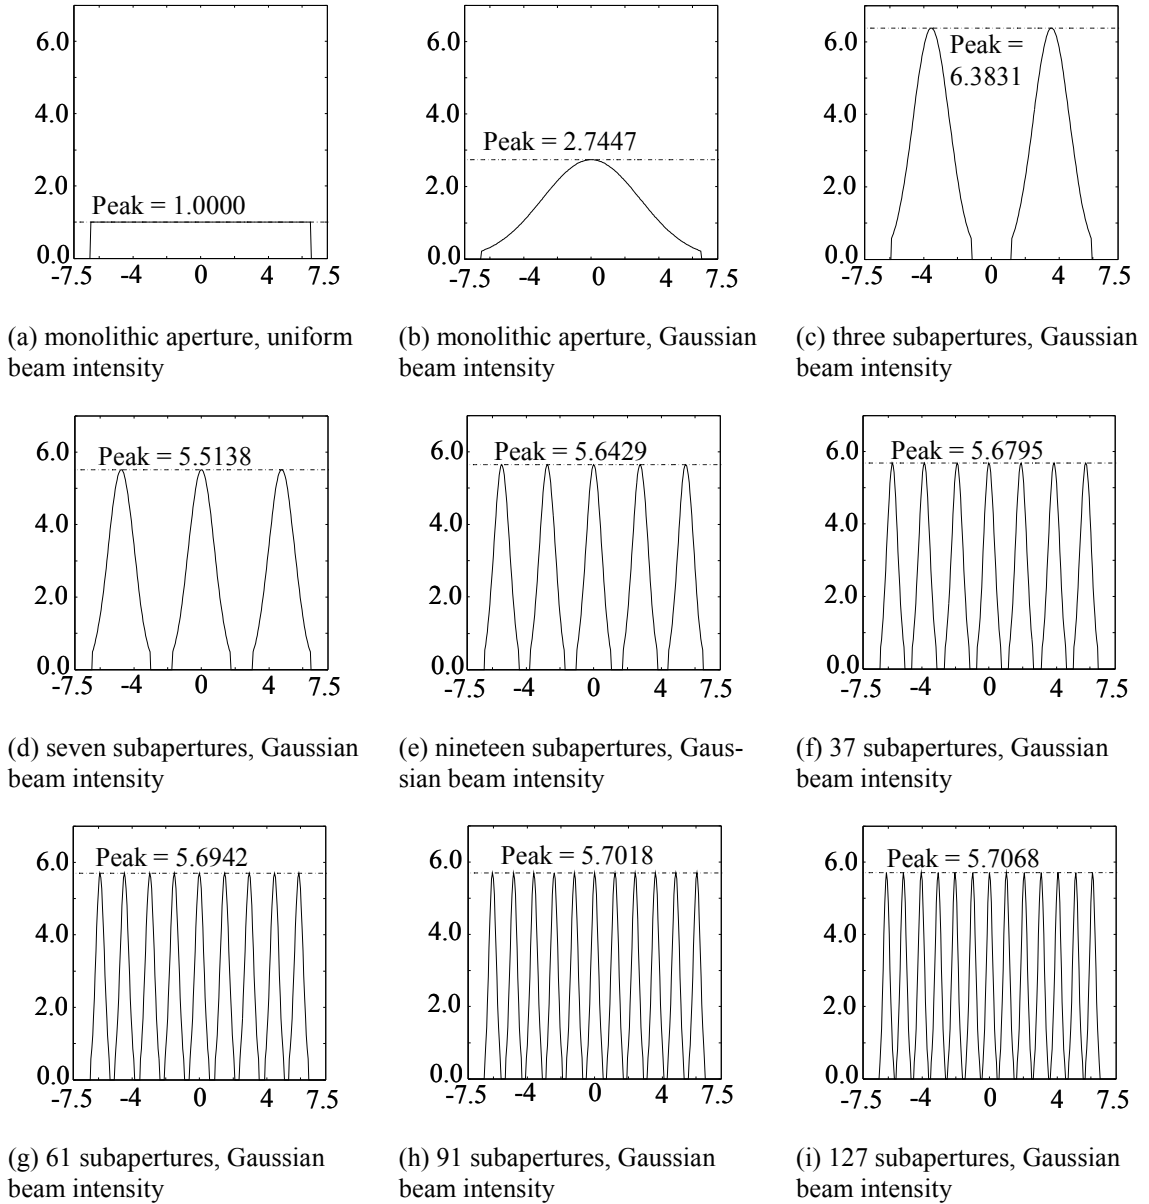 6.0
4.0
2.0
0.0
Peak = 1.0000
-7.5 -4 0 4 7.5
(a) monolithic aperture, uniform
beam intensity
6.0
4.0
2.0
0.0
Peak = 2.7447
-7.5 -4 0 4 7.5
(b) monolithic aperture, Gaussian
beam intensity
6.0
4.0
2.0
0.0
Peak =
6.3831
-7.5 -4 0 4 7.5
(c) three subapertures, Gaussian
beam intensity
6.0
4.0
2.0
0.0
Peak = 5.5138
-7.5 -4 0 4 7.5
(d) seven subapertures, Gaussian
beam intensity
6.0
4.0
2.0
0.0
Peak = 5.6429
-7.5 -4 0 4 7.5
(e) nineteen subapertures, Gaus-
sian beam intensity
6.0
4.0
2.0
0.0
Peak = 5.6795
-7.5 -4 0 4 7.5
(f) 37 subapertures, Gaussian
beam intensity
6.0
4.0
2.0
0.0
Peak = 5.6942
-7.5 -4 0 4 7.5
(g) 61 subapertures, Gaussian
beam intensity
6.0
4.0
2.0
0.0
Peak = 5.7018
-7.5 -4 0 4 7.5
(h) 91 subapertures, Gaussian
beam intensity
6.0
4.0
2.0
0.0
Peak = 5.7068
-7.5 -4 0 4 7.5
(i) 127 subapertures, Gaussian
beam intensity